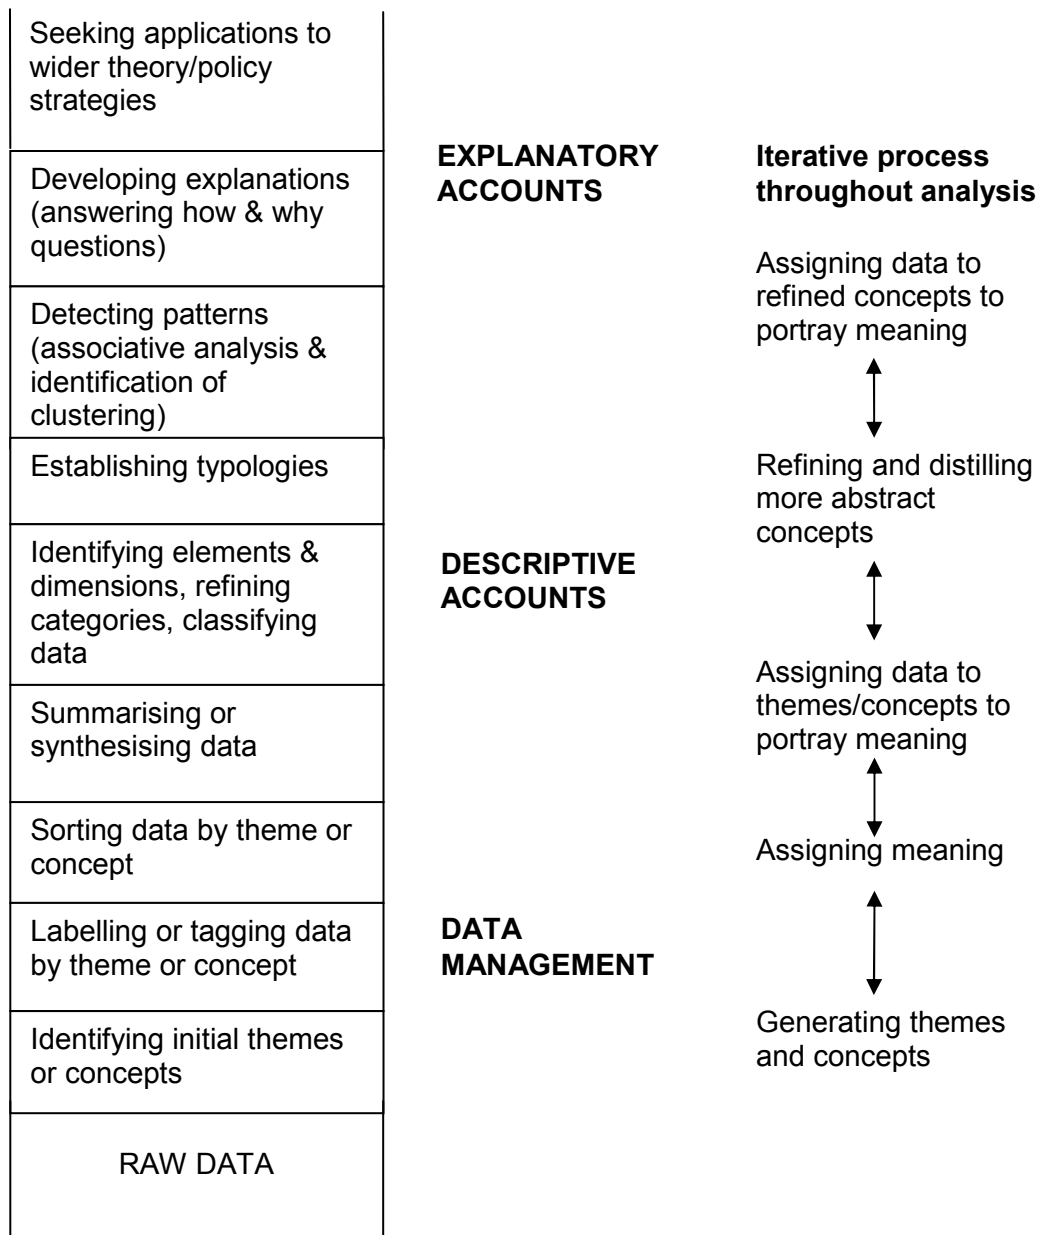 Seeking applications to
wider theory/policy
strategies
Developing explanations
(answering how & why
questions)
Detecting patterns
(associative analysis &
identification of
clustering)
Establishing typologies
Identifying elements &
dimensions, refining
categories, classifying
data
Summarising or
synthesising data
Sorting data by theme or
concept
Labelling or tagging data
by theme or concept
Identifying initial themes
or concepts
RAW DATA
EXPLANATORY
ACCOUNTS
DESCRIPTIVE
ACCOUNTS
DATA
MANAGEMENT
Iterative process
throughout analysis
Assigning data to
refined concepts to
portray meaning
Refining and distilling
more abstract
concepts
Assigning data to
themes/concepts to
portray meaning
Assigning meaning
Generating themes
and concepts